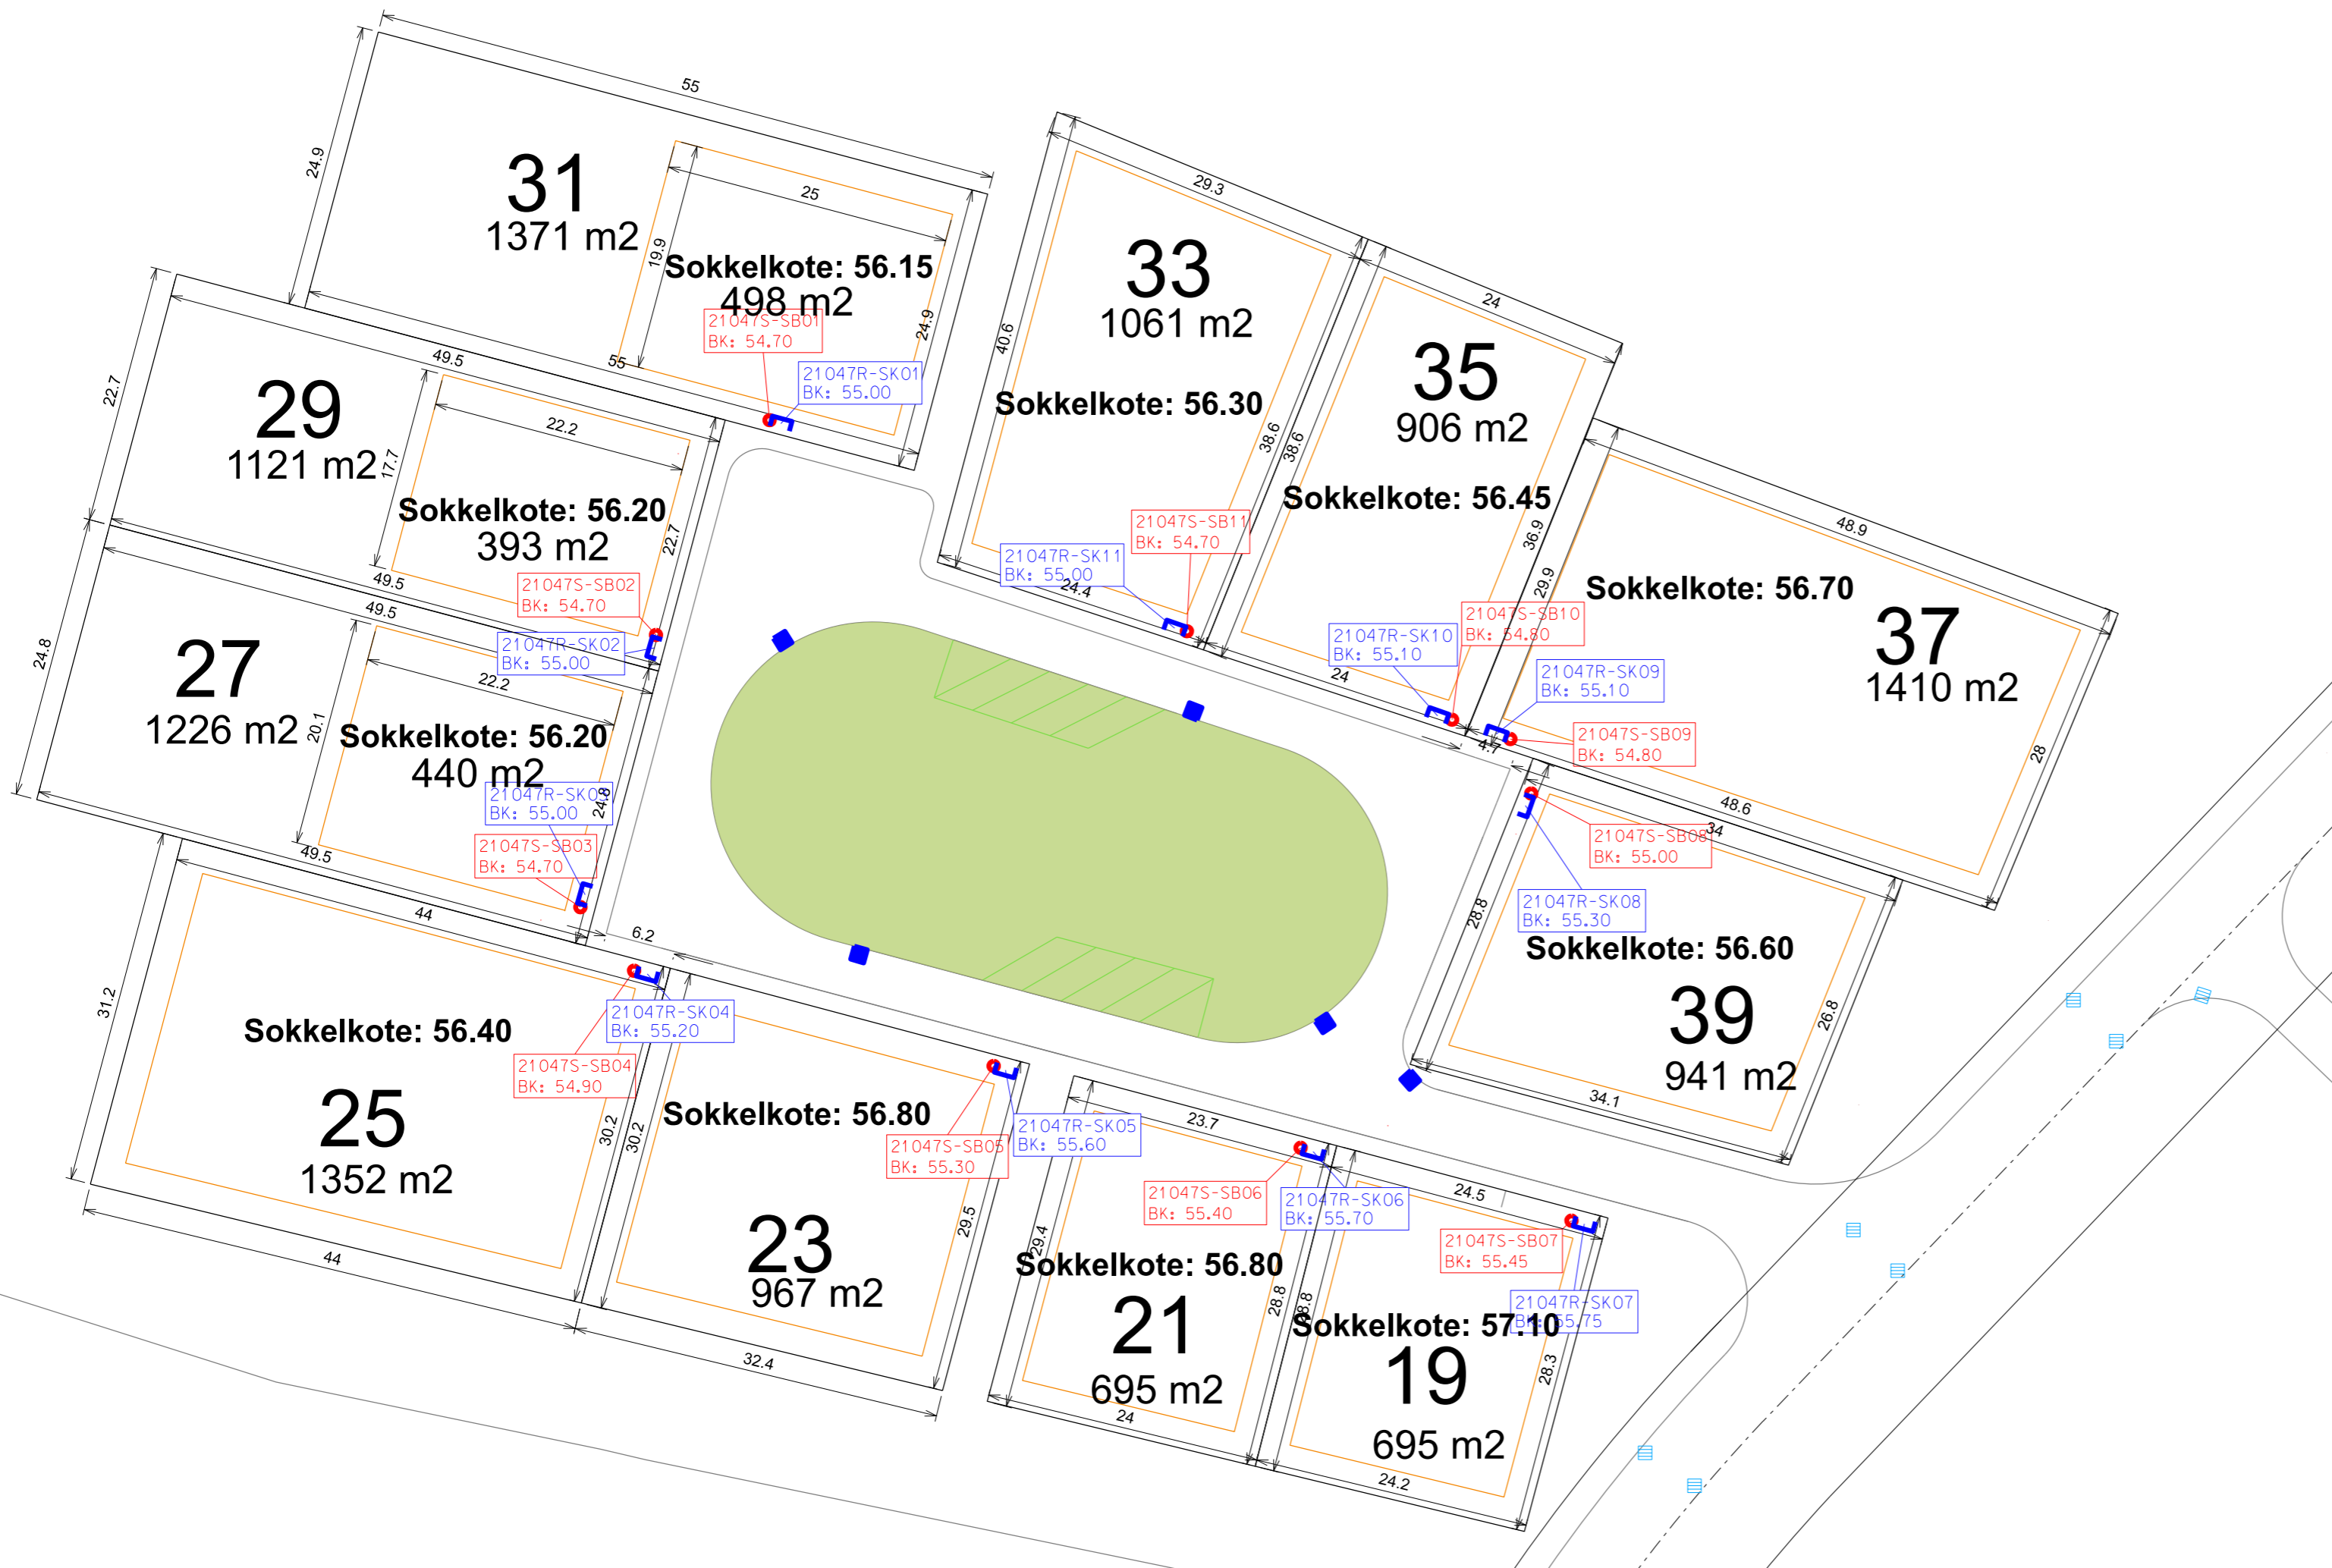 55
24.9
31
1371 m2
25
19.9
Sokkelkote: 56.15
498 m2
24.9
55
21047S-SB01
BK: 54.70
21047R-SK01
BK: 55.00
22.7
49.5
29
1121 m2
22.2
17.7
Sokkelkote: 56.20
393 m2
22.7
49.5
21047S-SB02
BK: 54.70
21047R-SK02
BK: 55.00
24.8
49.5
27
1226 m2
22.2
20.1
Sokkelkote: 56.20
440 m2
24.8
49.5
21047R-SK03
BK: 55.00
21047S-SB03
BK: 54.70
6.2
44
31.2
Sokkelkote: 56.40
25
1352 m2
30.2
44
21047R-SK04
BK: 55.20
21047S-SB04
BK: 54.90
Sokkelkote: 56.80
23
967 m2
30.2
29.5
32.4
21047S-SB05
BK: 55.30
21047R-SK05
BK: 55.60
23.7
29.4
Sokkelkote: 56.80
21
695 m2
28.8
24
21047S-SB06
BK: 55.40
21047R-SK06
BK: 55.70
24.5
28.8
Sokkelkote: 57.10
19
695 m2
28.3
24.2
21047S-SB07
BK: 55.45
21047R-SK07
BK: 55.75
29.3
33
1061 m2
40.6
38.6
Sokkelkote: 56.30
21047S-SB11
BK: 54.70
21047R-SK11
BK: 55.00
24.4
24
35
906 m2
38.6
36.9
Sokkelkote: 56.45
21047S-SB10
BK: 54.80
21047R-SK10
BK: 55.10
24
48.9
29.9
Sokkelkote: 56.70
37
1410 m2
28
21047R-SK09
BK: 55.10
21047S-SB09
BK: 54.80
4.7
48.6
34
21047S-SB08
BK: 55.00
21047R-SK08
BK: 55.30
28.8
Sokkelkote: 56.60
39
941 m2
26.8
34.1